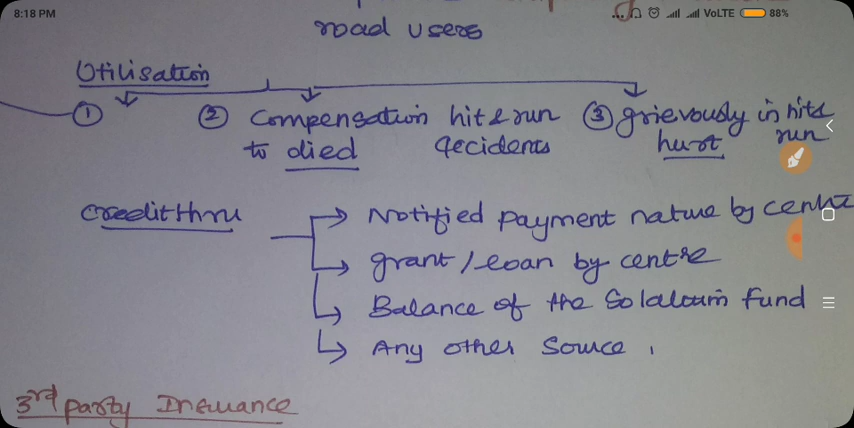 8:18 PM
... VoLTE 88%
road users
Utilisation
① ② Compensation hit & run ③ grievously in hit &
to died accidents hurt run
Credit thru
Notified payment nature by centre
grant / loan by centre
Balance of the Solatium Fund
Any other source
3rd party Insurance